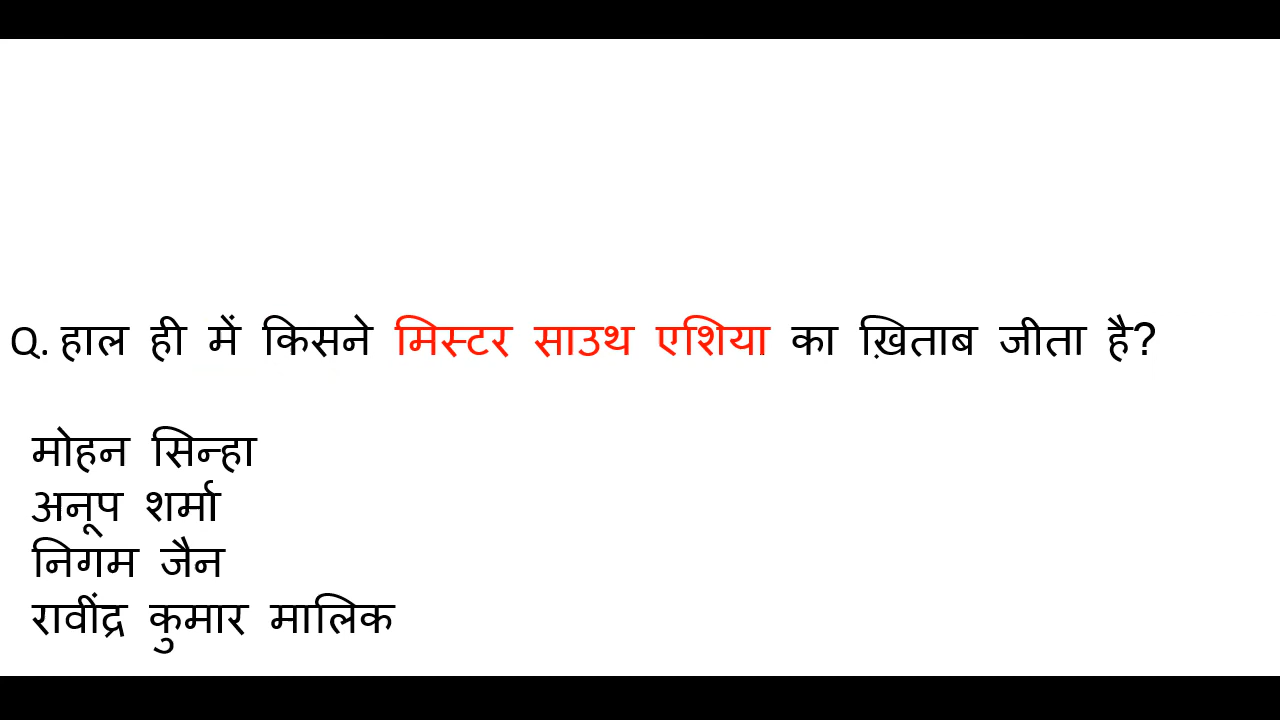 Q. हाल ही में किसने मिस्टर साउथ एशिया का ख़िताब जीता है?
मोहन सिन्हा
अनूप शर्मा
निगम जैन
रावींद्र कुमार मालिक